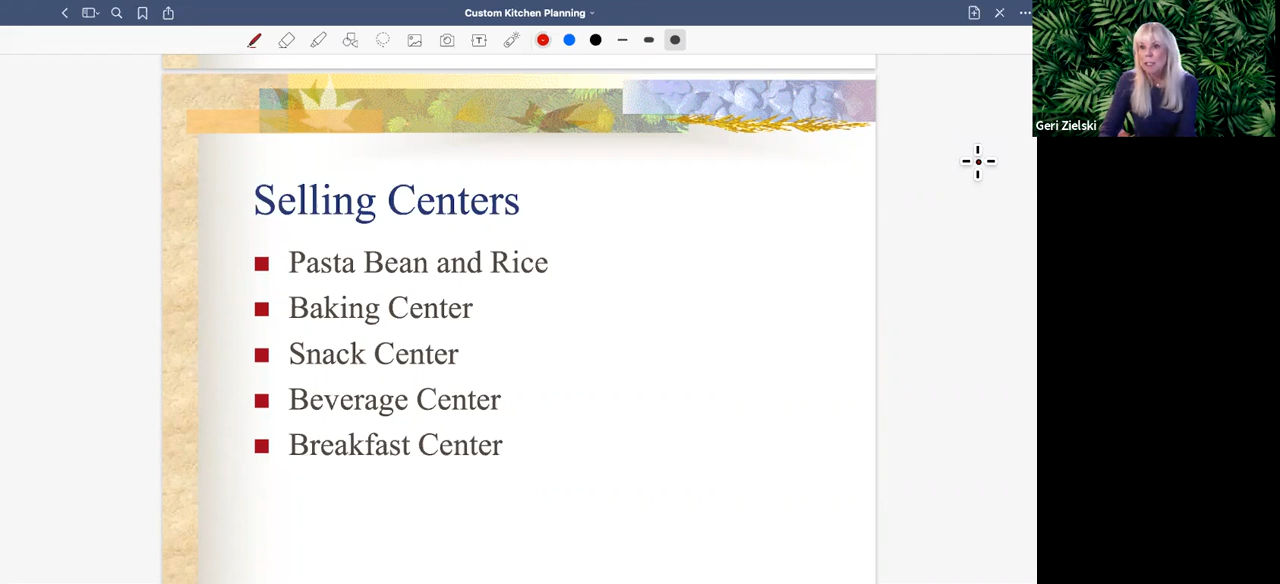 Custom Kitchen Planning
Geri Zielski
Selling Centers
Pasta Bean and Rice
Baking Center
Snack Center
Beverage Center
Breakfast Center